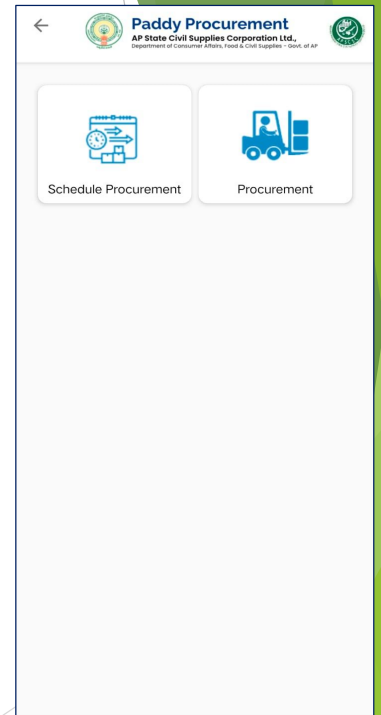 Paddy Procurement
AP State Civil Supplies Corporation Ltd.,
Department of Consumer Affairs, Food & Civil Supplies - Govt. of AP
Schedule Procurement
Procurement